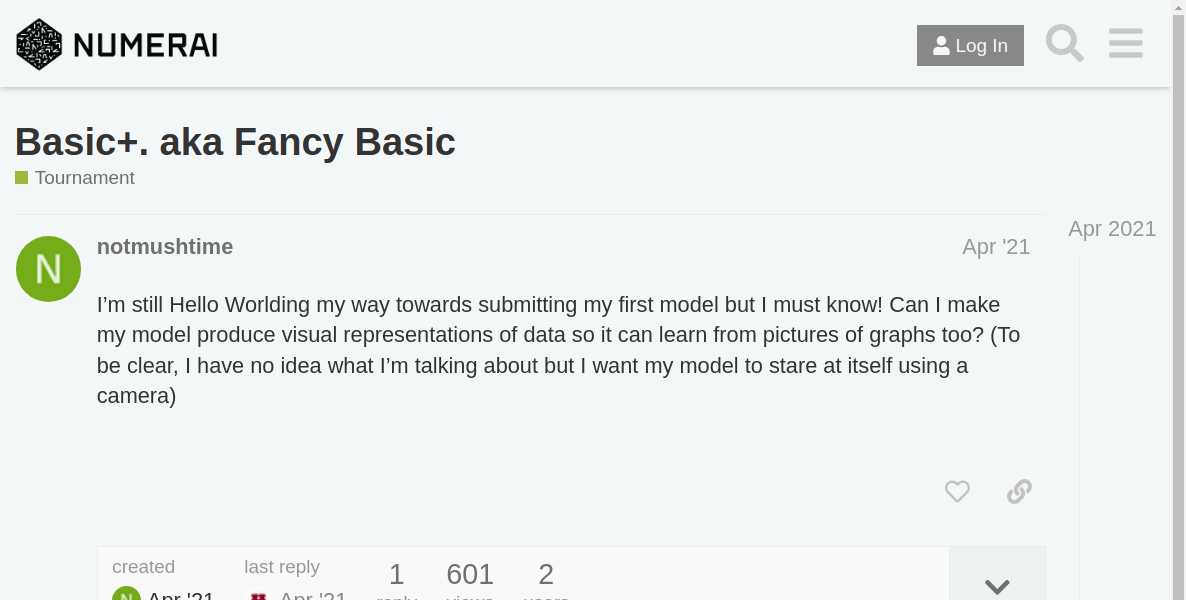 NUMERAI
Log In
Basic+. aka Fancy Basic
Tournament
Apr 2021
notmushtime
Apr '21
I’m still Hello Worlding my way towards submitting my first model but I must know! Can I make
my model produce visual representations of data so it can learn from pictures of graphs too? (To
be clear, I have no idea what I’m talking about but I want my model to stare at itself using a
camera)
created
last reply
1
601
2
N Apr '21
Apr '21
reply
views
users